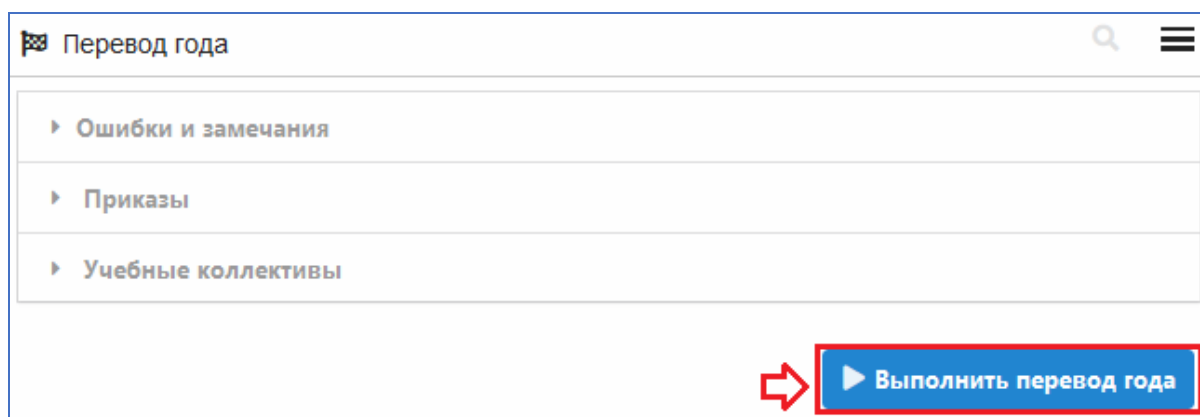 Перевод года
Ошибки и замечания
Приказы
Учебные коллективы
Выполнить перевод года